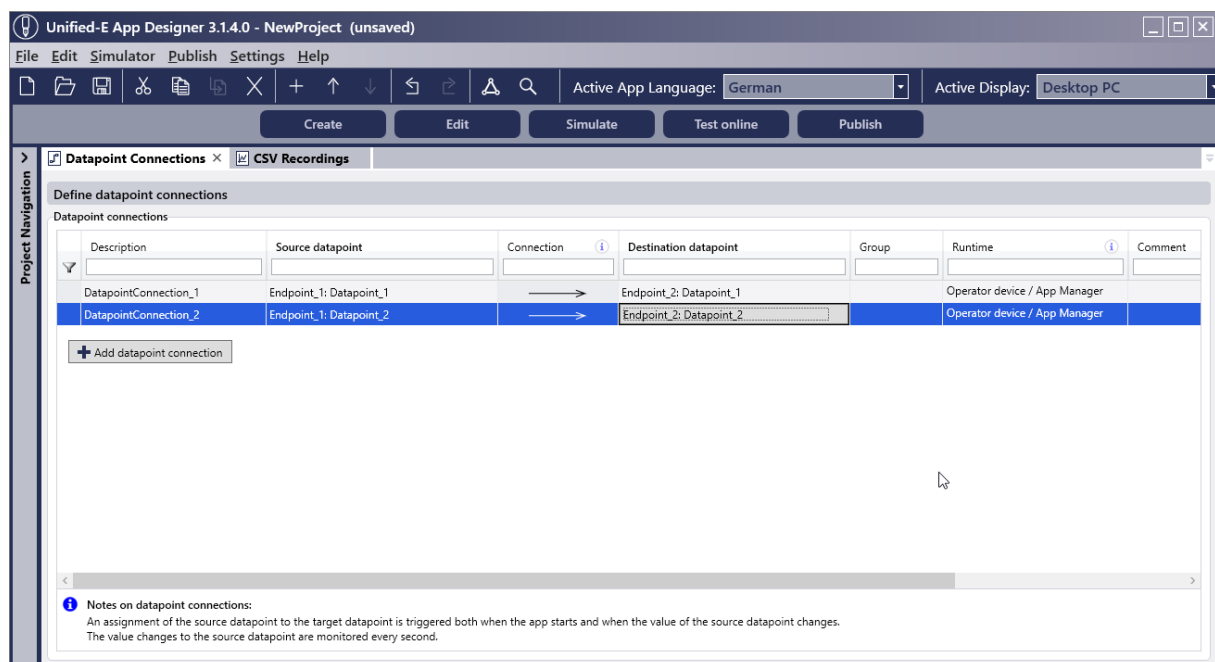 Unified-E App Designer 3.1.4.0 - NewProject (unsaved)
File Edit Simulator Publish Settings Help
Active App Language: German Active Display: Desktop PC
Create Edit Simulate Test online Publish
Project Navigation
Datapoint Connections × CSV Recordings
Define datapoint connections
Datapoint connections
Description Source datapoint Connection i Destination datapoint Group Runtime i Comment
DatapointConnection_1 Endpoint_1: Datapoint_1 Endpoint_2: Datapoint_1 Operator device / App Manager
DatapointConnection_2 Endpoint_1: Datapoint_2 Endpoint_2: Datapoint_2 Operator device / App Manager
Add datapoint connection
Notes on datapoint connections:
An assignment of the source datapoint to the target datapoint is triggered both when the app starts and when the value of the source datapoint changes.
The value changes to the source datapoint are monitored every second.